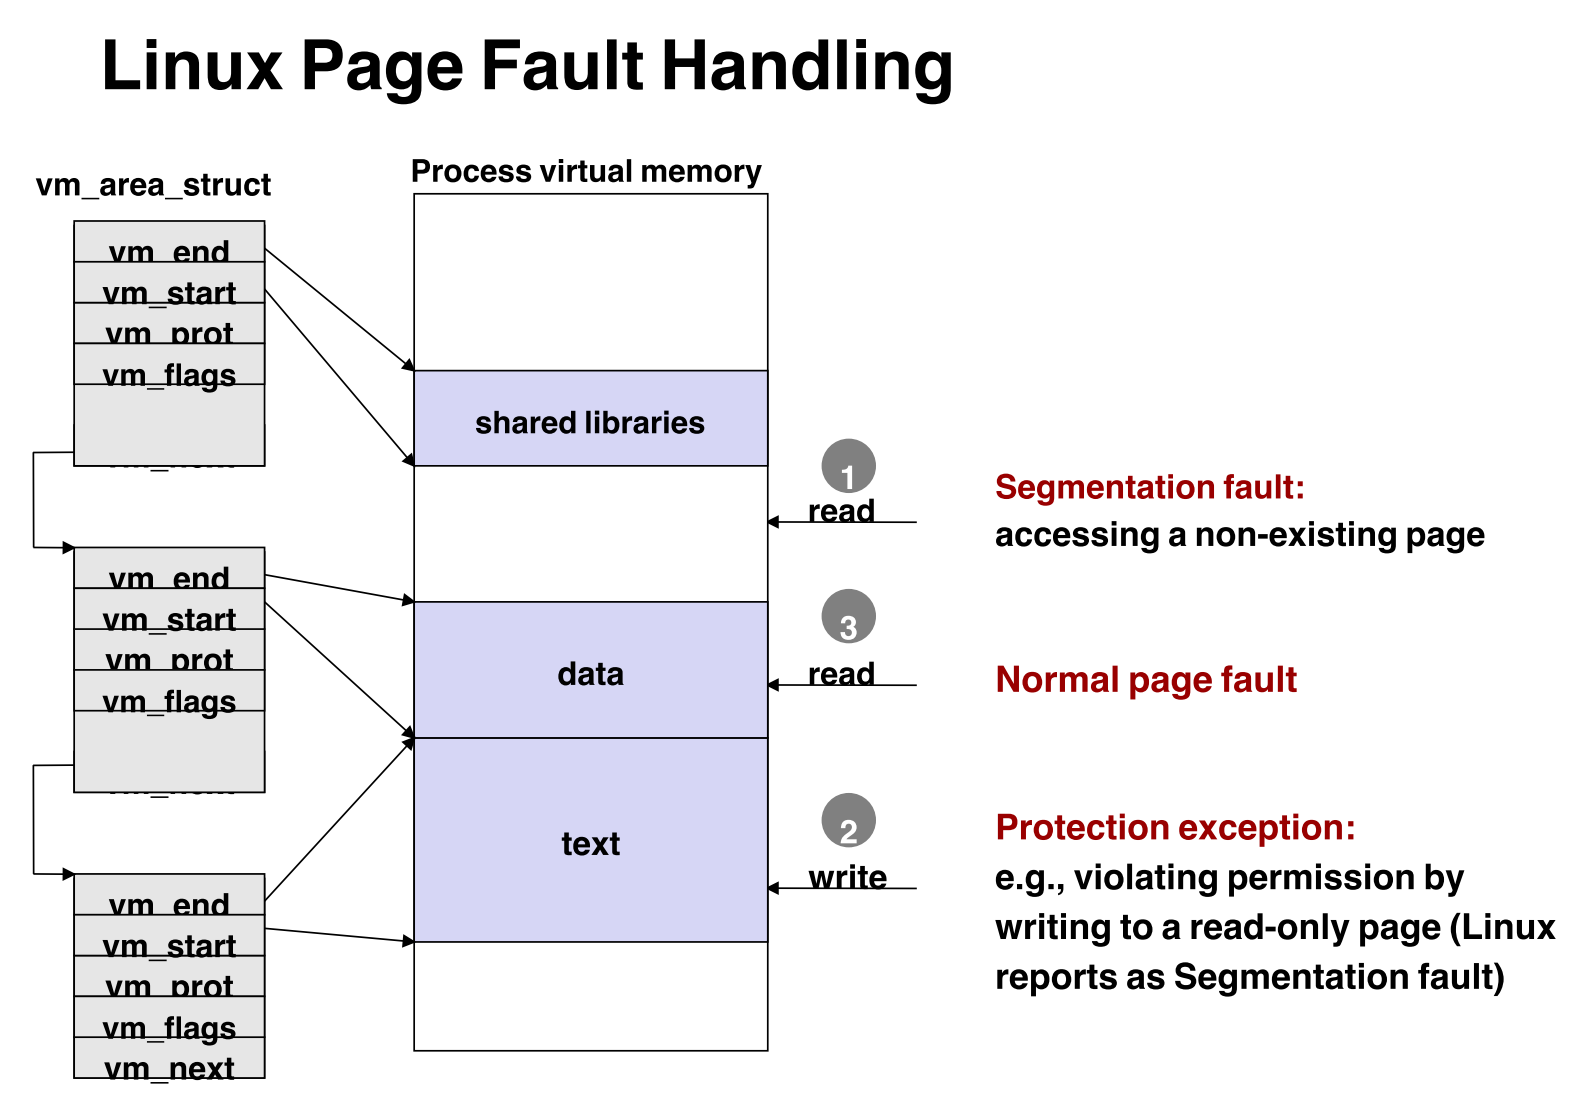 Linux Page Fault Handling
vm_area_struct
Process virtual memory
vm_end
vm_start
vm_prot
vm_flags
shared libraries
1
read
Segmentation fault:
accessing a non-existing page
vm_end
vm_start
vm_prot
vm_flags
data
3
read
Normal page fault
text
2
write
Protection exception:
e.g., violating permission by
writing to a read-only page (Linux
reports as Segmentation fault)
vm_end
vm_start
vm_prot
vm_flags
vm_next